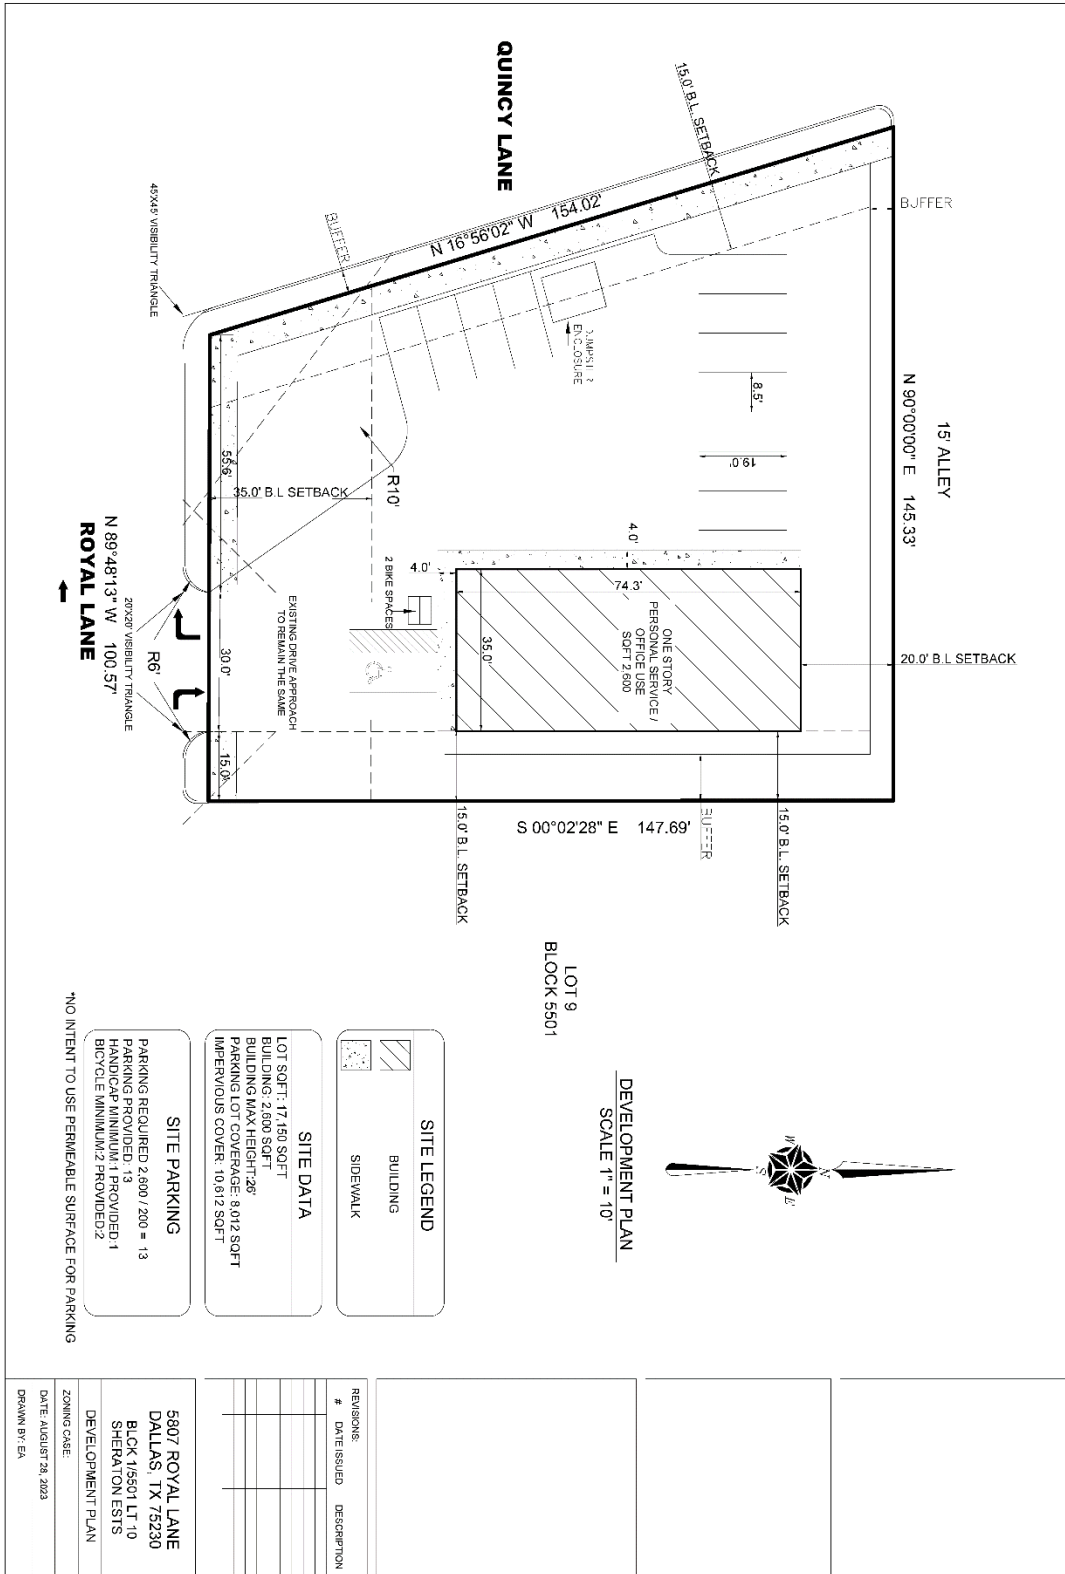 QUINCY LANE
15.0' B.L. SETBACK
BUFFER
N 16°56'02" W 154.02'
BUFFER
45'X45' VISIBILITY TRIANGLE
ENCLOSURE
8.5'
19.0'
15' ALLEY
N 90°00'00" E 145.33'
R10'
55.6'
35.0' B.L SETBACK
4.0'
4.0'
74.3'
35.0'
2 BIKE SPACES
ONE STORY
PERSONAL SERVICE /
OFFICE USE
SQFT 2,600
20.0' B.L SETBACK
N 89°48'13" W 100.57'
ROYAL LANE
20'X20' VISIBILITY TRIANGLE
R6'
EXISTING DRIVE APPROACH
TO REMAIN THE SAME
30.0'
15.0'
15.0' B.L. SETBACK
S 00°02'28" E 147.69'
BUFFER
15.0' B.L. SETBACK
LOT 9
BLOCK 5501
DEVELOPMENT PLAN
SCALE 1" = 10'
W
S
E
SITE LEGEND
BUILDING
SIDEWALK
SITE DATA
LOT SQFT: 17,150 SQFT
BUILDING: 2,600 SQFT
BUILDING MAX HEIGHT:26'
PARKING LOT COVERAGE: 8,012 SQFT
IMPERVIOUS COVER: 10,612 SQFT
SITE PARKING
PARKING REQUIRED 2,600 / 200 = 13
PARKING PROVIDED: 13
HANDICAP MINIMUM:1 PROVIDED:1
BICYCLE MINIMUM:2 PROVIDED:2
*NO INTENT TO USE PERMEABLE SURFACE FOR PARKING
REVISIONS:
# DATE ISSUED DESCRIPTION
5807 ROYAL LANE
DALLAS, TX 75230
BLCK 1/5501 LT 10
SHERATON ESTS
DEVELOPMENT PLAN
ZONING CASE:
DATE: AUGUST 28, 2023
DRAWN BY: EA